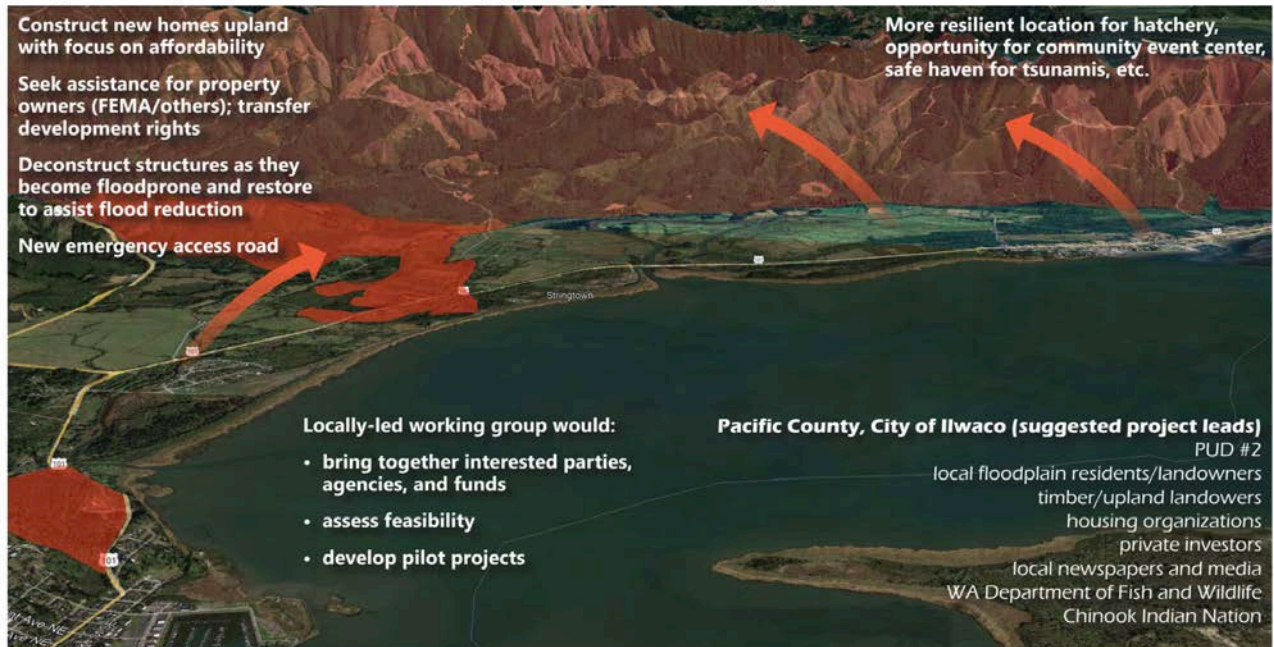 Construct new homes upland
with focus on affordability
Seek assistance for property
owners (FEMA/others); transfer
development rights
Deconstruct structures as they
become floodprone and restore
to assist flood reduction
New emergency access road
More resilient location for hatchery,
opportunity for community event center,
safe haven for tsunamis, etc.
Stringtown
101
101
101
Locally-led working group would:
• bring together interested parties,
agencies, and funds
• assess feasibility
• develop pilot projects
Pacific County, City of Ilwaco (suggested project leads)
PUD #2
local floodplain residents/landowners
timber/upland landowers
housing organizations
private investors
local newspapers and media
WA Department of Fish and Wildlife
Chinook Indian Nation
Ave NE
Ave NE